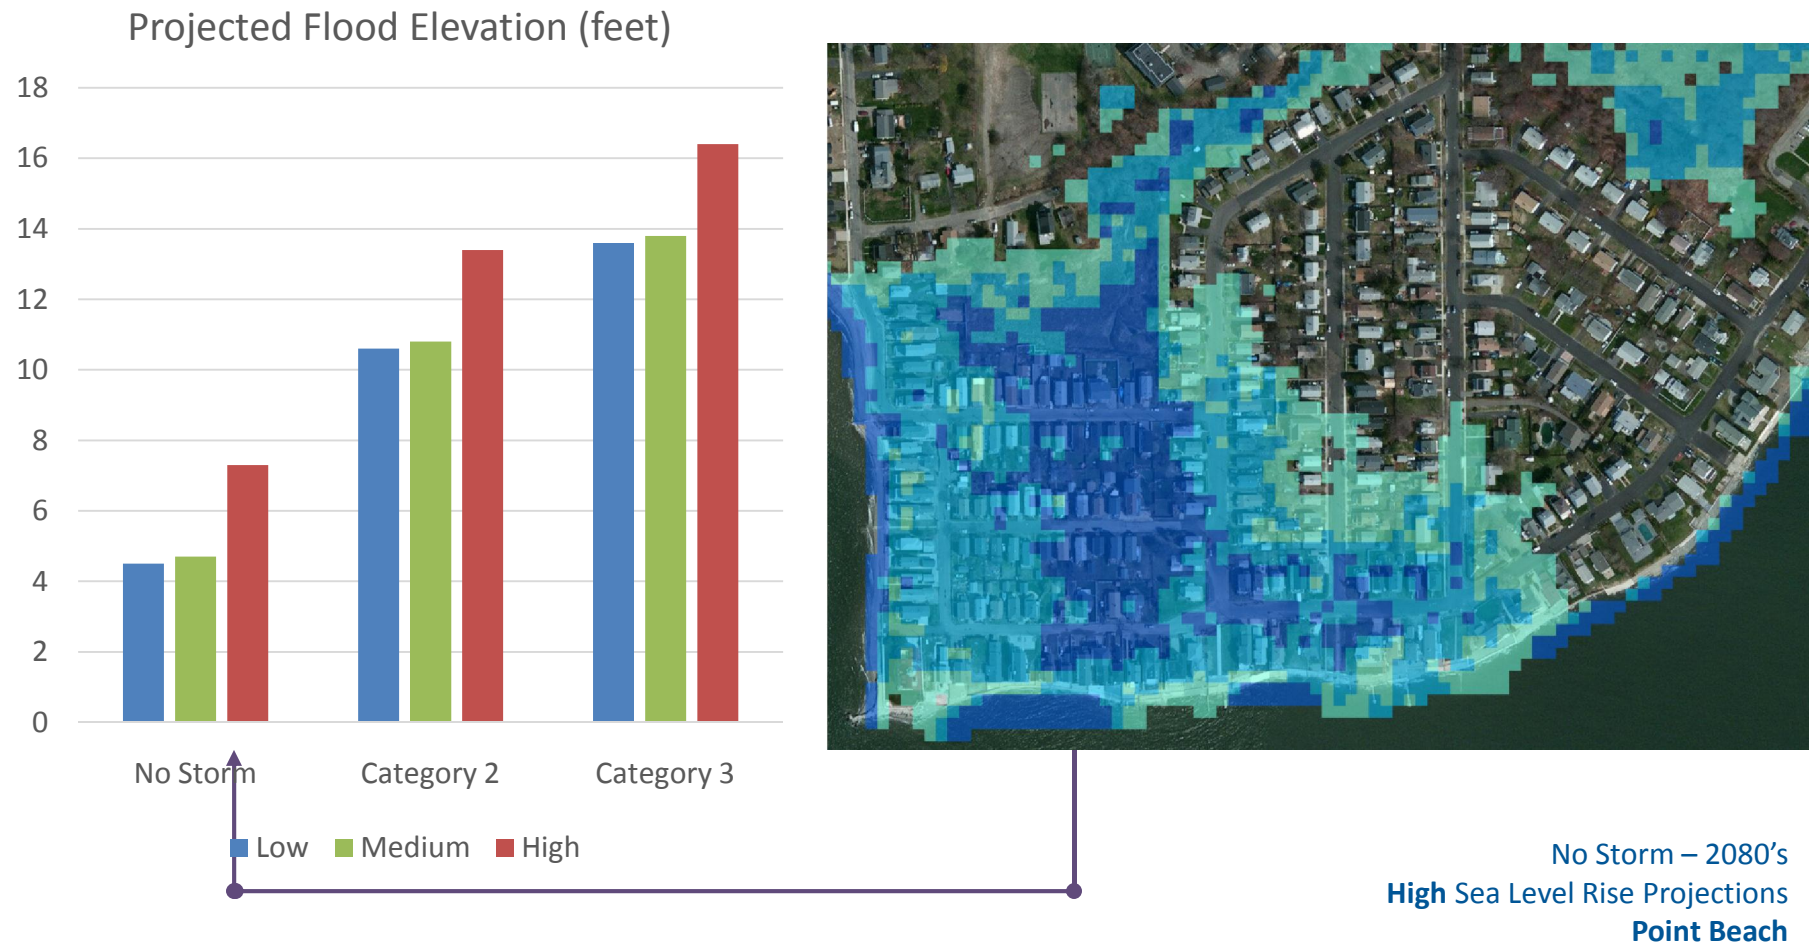 Projected Flood Elevation (feet)
18
16
14
12
10
8
6
4
2
0
No Storm
Category 2
Category 3
Low
Medium
High
No Storm – 2080's
High Sea Level Rise Projections
Point Beach